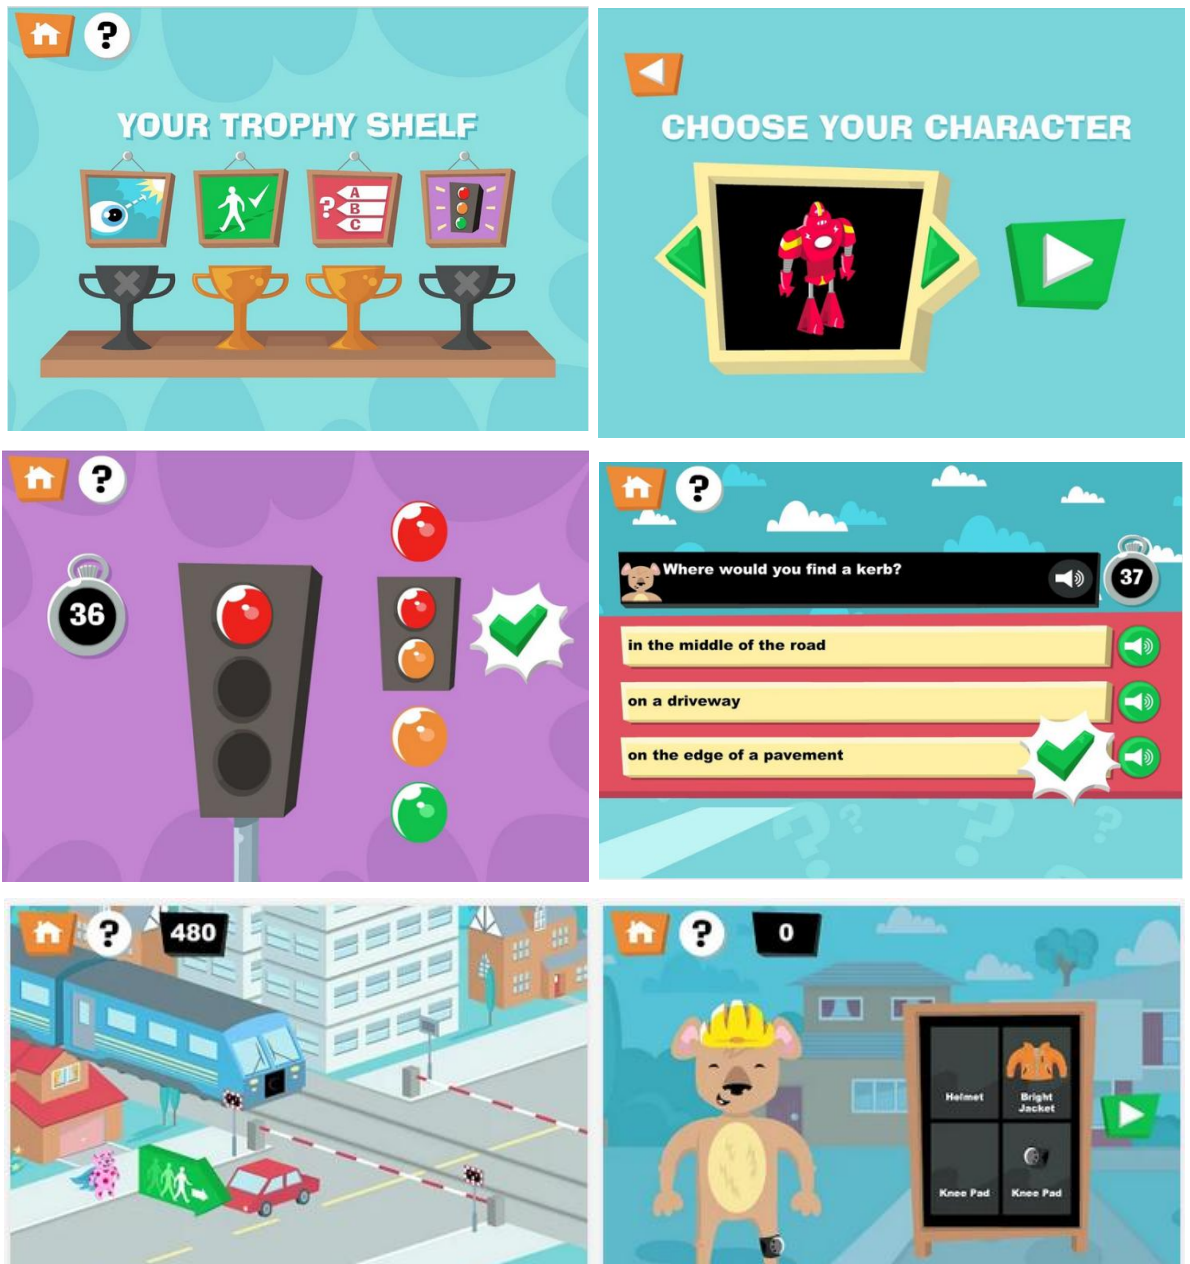 ?
YOUR TROPHY SHELF
?
A
B
C
CHOOSE YOUR CHARACTER
?
36
?
Where would you find a kerb?
37
in the middle of the road
on a driveway
on the edge of a pavement
?
480
?
0
Helmet
Bright
Jacket
Knee Pad
Knee Pad